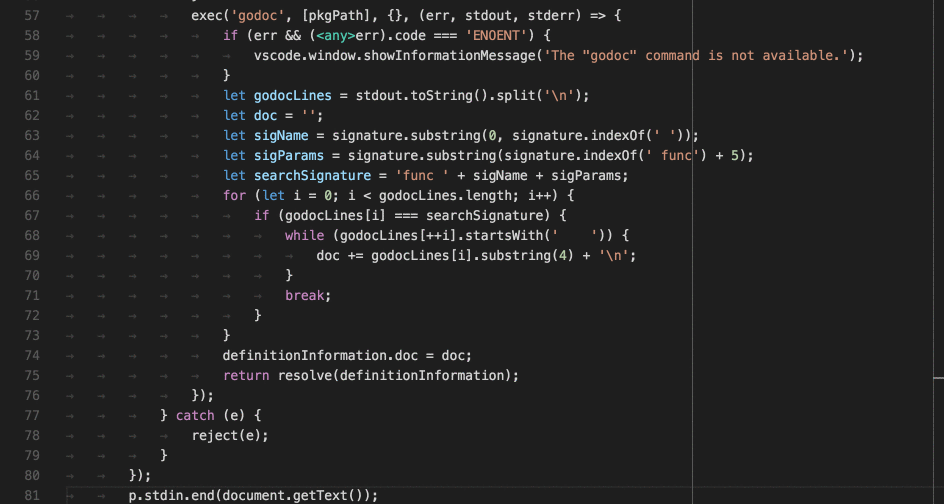 57 exec('godoc', [pkgPath], {}, (err, stdout, stderr) => {
58 if (err && (<any>err).code === 'ENOENT') {
59 vscode.window.showInformationMessage('The "godoc" command is not available.');
60 }
61 let godocLines = stdout.toString().split('\n');
62 let doc = '';
63 let sigName = signature.substring(0, signature.indexOf(' '));
64 let sigParams = signature.substring(signature.indexOf(' func') + 5);
65 let searchSignature = 'func ' + sigName + sigParams;
66 for (let i = 0; i < godocLines.length; i++) {
67 if (godocLines[i] === searchSignature) {
68 while (godocLines[++i].startsWith('    ')) {
69 doc += godocLines[i].substring(4) + '\n';
70 }
71 break;
72 }
73 }
74 definitionInformation.doc = doc;
75 return resolve(definitionInformation);
76 });
77 } catch (e) {
78 reject(e);
79 }
80 });
81 p.stdin.end(document.getText());